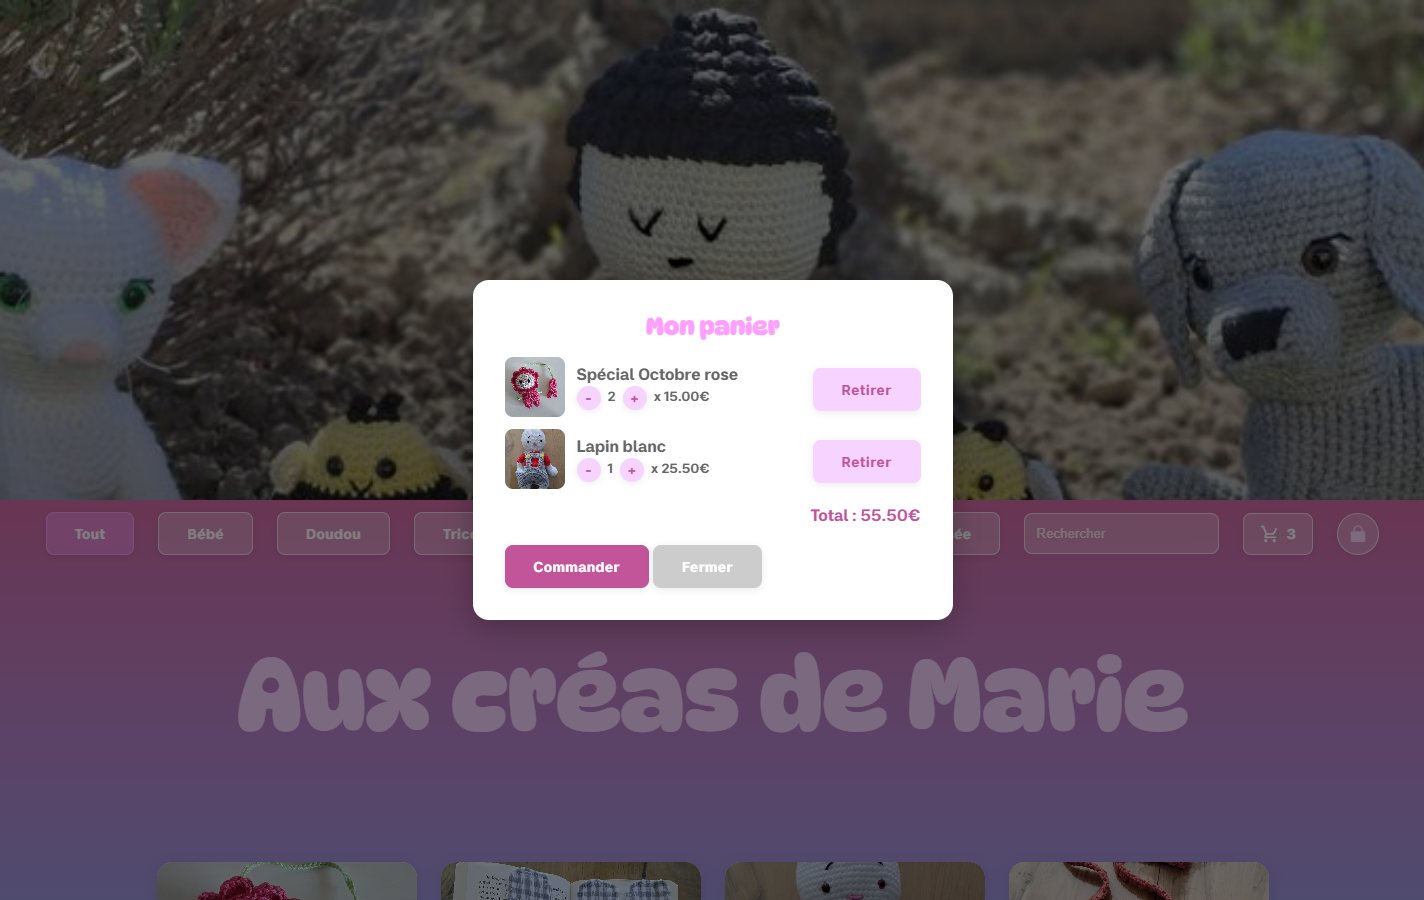 Mon panier
Spécial Octobre rose
- 2 + x 15.00€
Retirer
Lapin blanc
- 1 + x 25.50€
Retirer
Total : 55.50€
Commander
Fermer
Tout
Bébé
Doudou
Rechercher
3
Aux créas de Marie